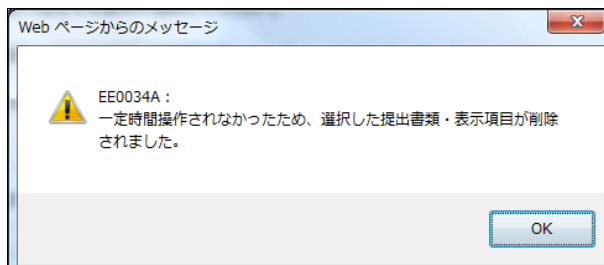 Web ページからのメッセージ
EE0034A：
一定時間操作されなかったため、選択した提出書類・表示項目が削除
されました。
OK